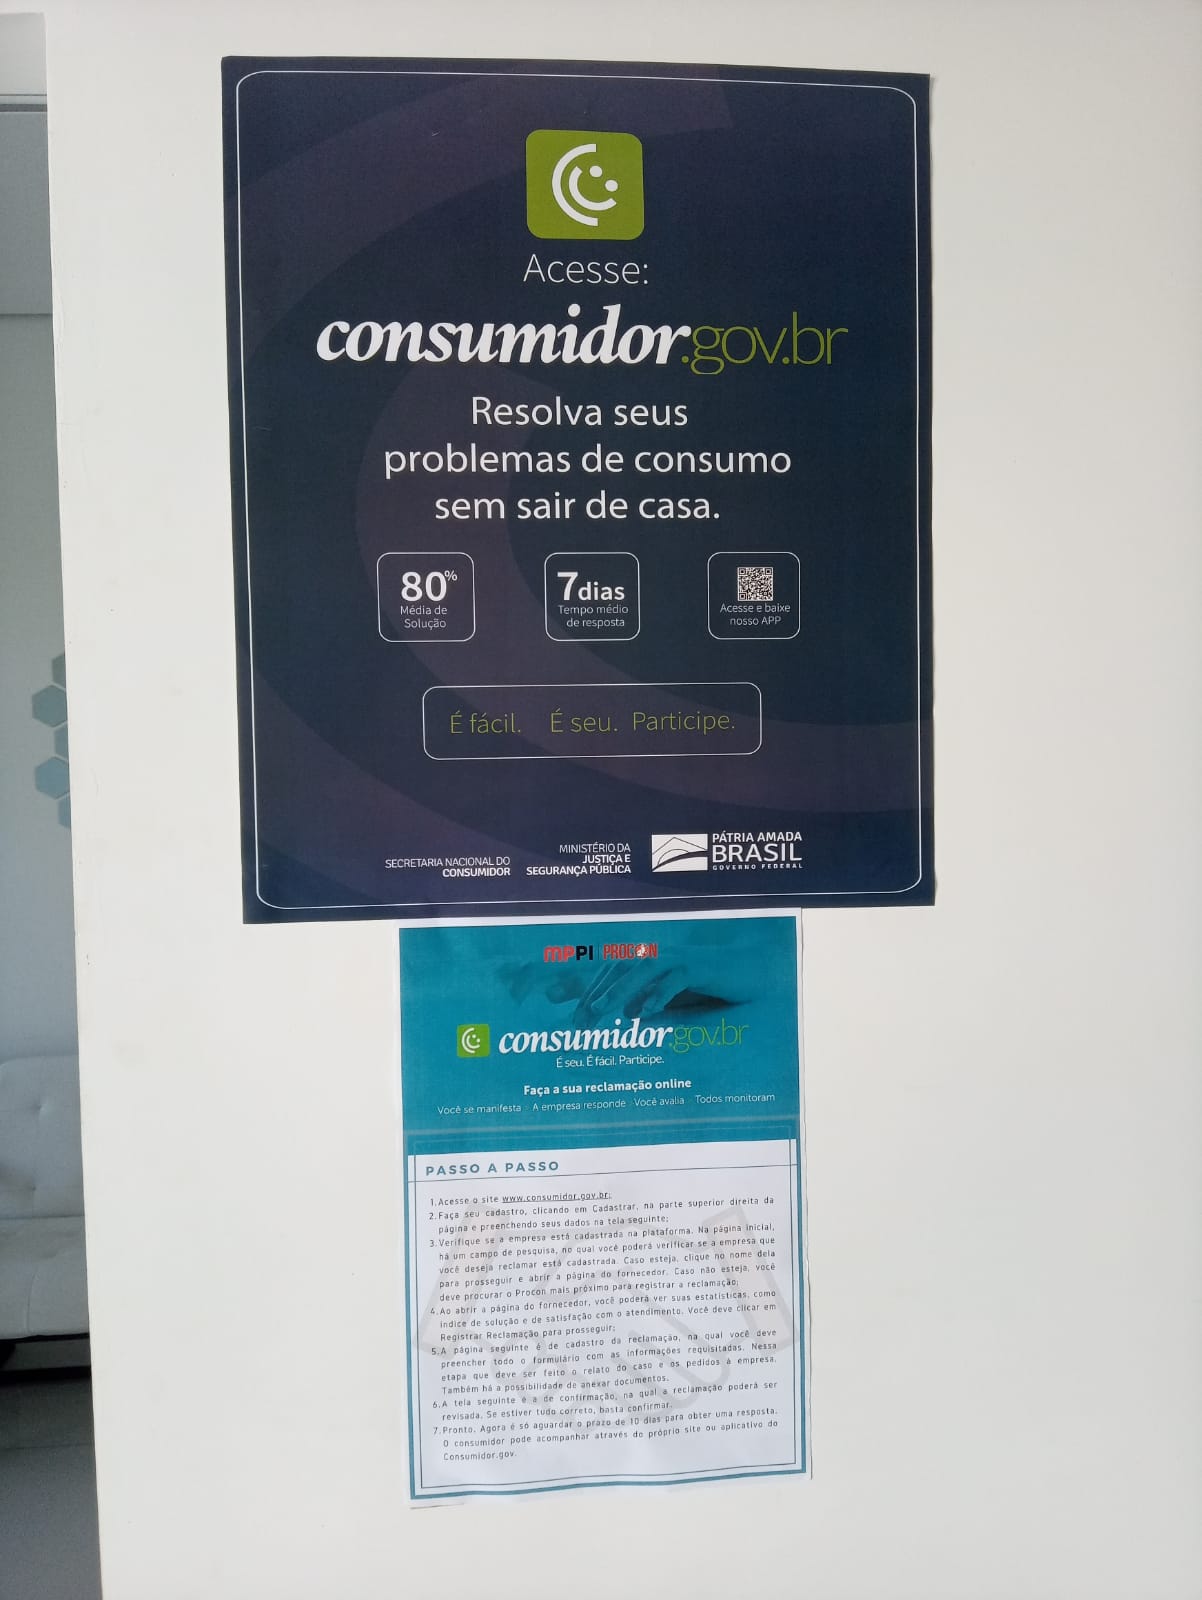 Acesse:
consumidor.gov.br
Resolva seus
problemas de consumo
sem sair de casa.
80%
Média de
Solução
7dias
Tempo médio
de resposta
Acesse e baixe
nosso APP
É fácil. É seu. Participe.
SECRETARIA NACIONAL DO
CONSUMIDOR
MINISTÉRIO DA
JUSTIÇA E
SEGURANÇA PÚBLICA
PÁTRIA AMADA
BRASIL
GOVERNO FEDERAL
MPPI PROCON
consumidor.gov.br
É seu. É fácil. Participe.
Faça a sua reclamação online
Você se manifesta A empresa responde Você avalia Todos monitoram
PASSO A PASSO
1. Acesse o site www.consumidor.gov.br;
2. Faça seu cadastro, clicando em Cadastrar, na parte superior direita da
página e preenchendo seus dados na tela seguinte;
3. Verifique se a empresa está cadastrada na plataforma. Na página inicial,
há um campo de pesquisa, no qual você poderá verificar se a empresa que
você deseja reclamar está cadastrada. Caso esteja, clique no nome dela
para prosseguir e abrir a página do fornecedor. Caso não esteja, você
deve procurar o Procon mais próximo para registrar a reclamação;
4. Ao abrir a página do fornecedor, você poderá ver suas estatísticas, como
índice de solução e de satisfação com o atendimento. Você deve clicar em
Registrar Reclamação para prosseguir;
5. A página seguinte é de cadastro da reclamação, na qual você deve
preencher todo o formulário com as informações requisitadas. Nessa
etapa que deve ser feito o relato do caso e os pedidos à empresa.
Também há a possibilidade de anexar documentos.
6. A tela seguinte é a de confirmação, na qual a reclamação poderá ser
revisada. Se estiver tudo correto, basta confirmar.
7. Pronto. Agora é só aguardar o prazo de 10 dias para obter uma resposta.
O consumidor pode acompanhar através do próprio site ou aplicativo do
Consumidor.gov.